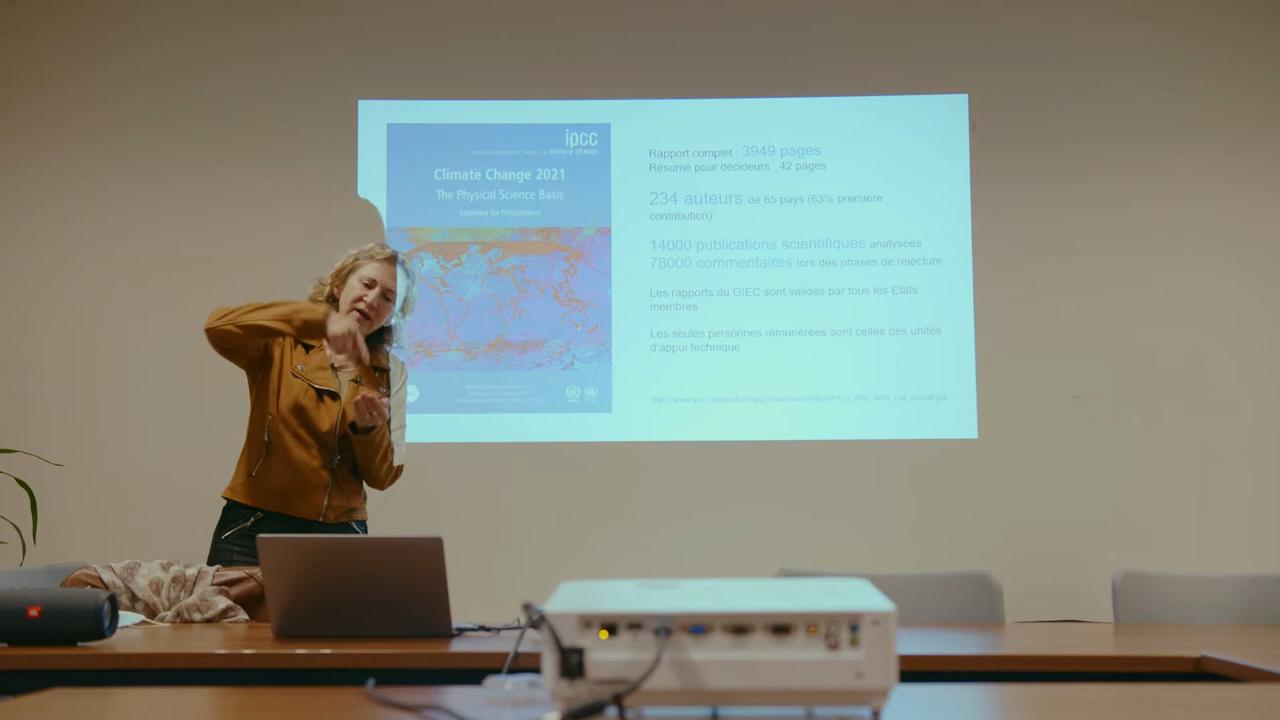 ipcc
climate change
Climate Change 2021
The Physical Science Basis
Summary for Policymakers
Rapport complet : 3949 pages
Résumé pour décideurs : 42 pages
234 auteurs de 65 pays (63% première
contribution)
14000 publications scientifiques analysées
78000 commentaires lors des phases de relecture
Les rapports du GIEC sont validés par tous les Etats
membres
Les seules personnes rémunérées sont celles des unités
d'appui technique
JBL